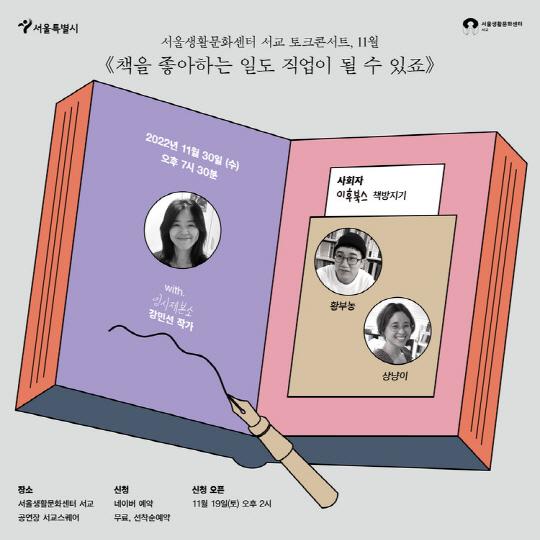 서울특별시
서울생활문화센터
서교
서울생활문화센터 서교 토크콘서트, 11월
《책을 좋아하는 일도 직업이 될 수 있죠》
2022년 11월 30일 (수)
오후 7시 30분
with.
임시제본소
강민선 작가
사회자
이후북스 책방지기
황부농
상냥이
장소
서울생활문화센터 서교
공연장 서교스퀘어
신청
네이버 예약
무료, 선착순예약
신청 오픈
11월 19일(토) 오후 2시